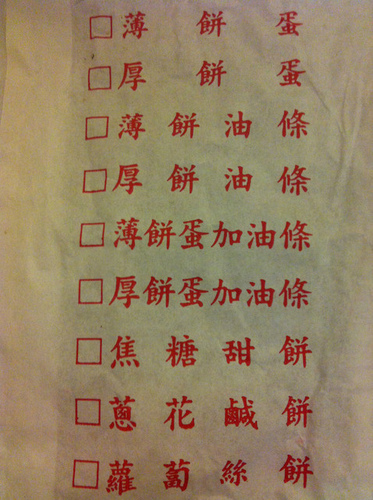 □薄餅蛋
□厚餅蛋
□薄餅油條
□厚餅油條
□薄餅蛋加油條
□厚餅蛋加油條
□焦糖甜餅
□蔥花鹹餅
□蘿蔔絲餅